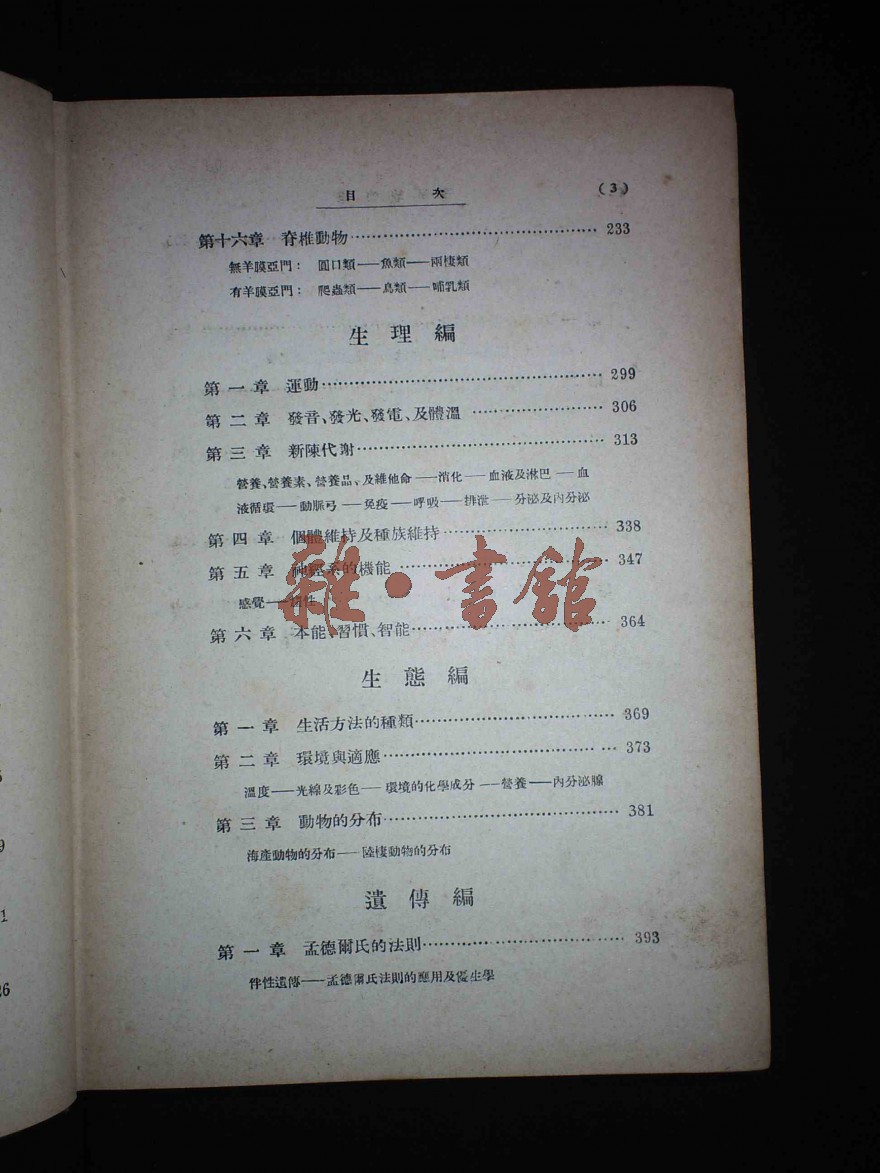 目 次 (3)
第十六章 脊椎動物 233
無羊膜亞門： 圓口類——魚類——兩棲類
有羊膜亞門： 爬蟲類——鳥類——哺乳類
生理編
第一章 運動 299
第二章 發音、發光、發電、及體溫 306
第三章 新陳代謝 313
營養、營養素、營養品、及維他命——消化——血液及淋巴——血
液循環——動脈弓——免疫——呼吸——排泄——分泌及內分泌
第四章 個體維持及種族維持 338
第五章 神經系的機能 347
感覺——性
第六章 本能、習慣、智能 364
雜·書館
生態編
第一章 生活方法的種類 369
第二章 環境與適應 373
溫度——光線及彩色——環境的化學成分——營養——內分泌腺
第三章 動物的分布 381
海產動物的分布——陸棲動物的分布
遺傳編
第一章 孟德爾氏的法則 393
伴性遺傳——孟德爾氏法則的應用及優生學
9
1
26